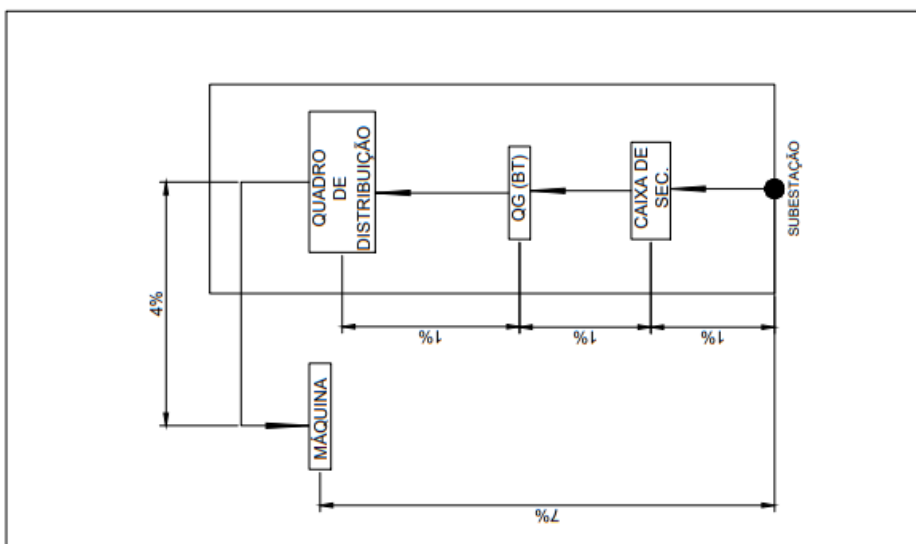 4%
QUADRO
DE
DISTRIBUIÇÃO
QG (BT)
CAIXA DE
SEC.
SUBESTAÇÃO
1%
1%
1%
MÁQUINA
7%